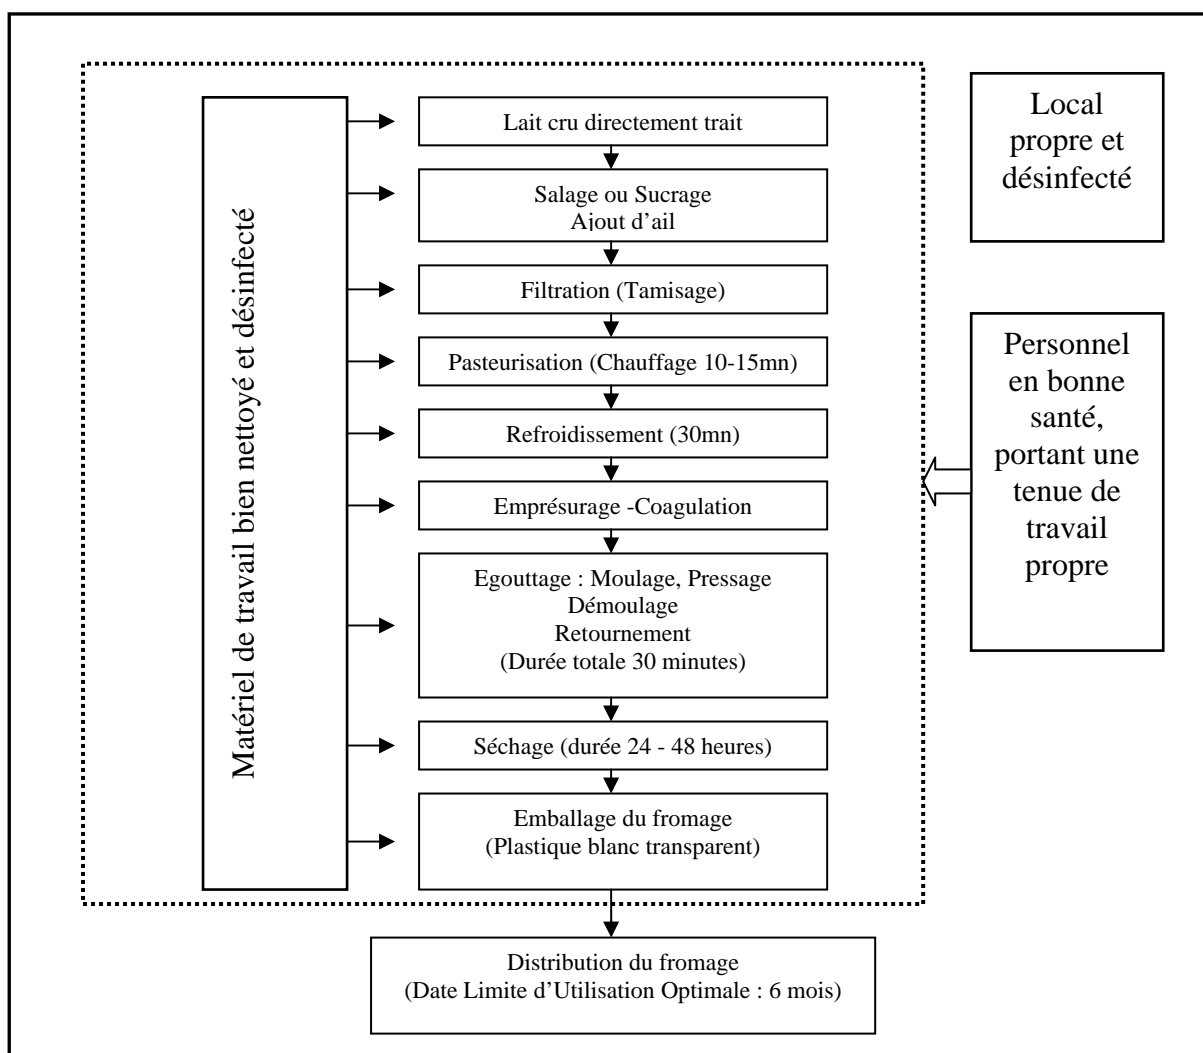 Matériel de travail bien nettoyé et désinfecté
Lait cru directement trait
Salage ou Sucrage
Ajout d’ail
Filtration (Tamisage)
Pasteurisation (Chauffage 10-15mn)
Refroidissement (30mn)
Emprésurage -Coagulation
Egouttage : Moulage, Pressage
Démoulage
Retournement
(Durée totale 30 minutes)
Séchage (durée 24 - 48 heures)
Emballage du fromage
(Plastique blanc transparent)
Distribution du fromage
(Date Limite d’Utilisation Optimale : 6 mois)
Local
propre et
désinfecté
Personnel
en bonne
santé,
portant une
tenue de
travail
propre